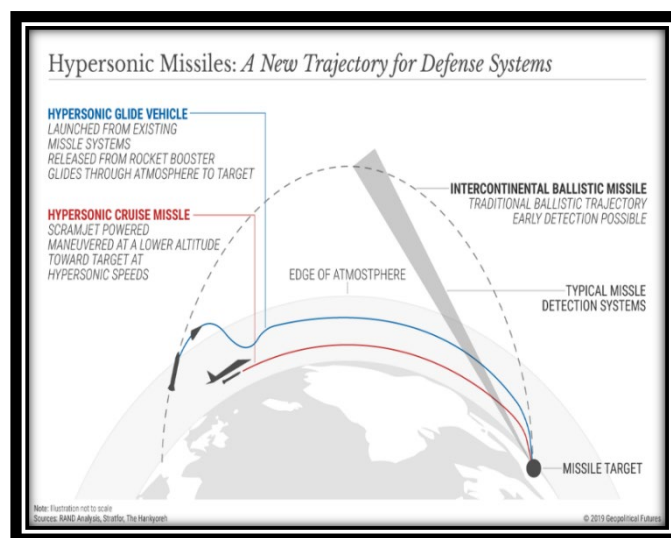 Hypersonic Missiles: A New Trajectory for Defense Systems
HYPERSONIC GLIDE VEHICLE
LAUNCHED FROM EXISTING
MISSLE SYSTEMS
RELEASED FROM ROCKET BOOSTER
GLIDES THROUGH ATMOSPHERE TO TARGET
HYPERSONIC CRUISE MISSLE
SCRAMJET POWERED
MANEUVERED AT A LOWER ALTITUDE
TOWARD TARGET AT
HYPERSONIC SPEEDS
INTERCONTINENTAL BALLISTIC MISSILE
TRADITIONAL BALLISTIC TRAJECTORY
EARLY DETECTION POSSIBLE
EDGE OF ATMOSTPHERE
TYPICAL MISSLE
DETECTION SYSTEMS
MISSILE TARGET
Note: Illustration not to scale
Sources: RAND Analysis, Stratfor, The Hankyoreh
© 2019 Geopolitical Futures